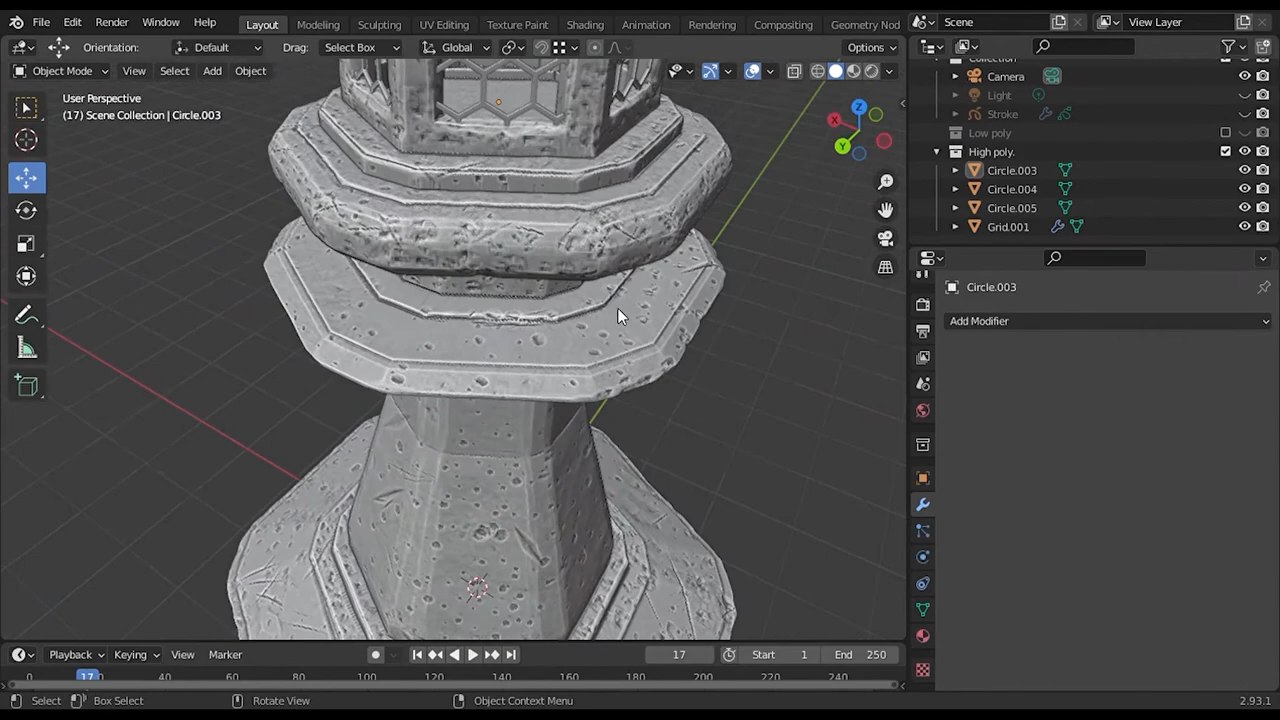 File Edit Render Window Help Layout Modeling Sculpting UV Editing Texture Paint Shading Animation Rendering Compositing Geometry Nod Scene View Layer
Orientation: Default Drag: Select Box Global Options
Object Mode View Select Add Object
User Perspective
(17) Scene Collection | Circle.003
X Y Z
Collection
Camera
Light
Stroke
Low poly
High poly.
Circle.003
Circle.004
Circle.005
Grid.001
Circle.003
Add Modifier
Playback Keying View Marker 17 Start 1 End 250
0 17 40 60 80 100 120 140 160 180 200 220 240
Select Box Select Rotate View Object Context Menu 2.93.1